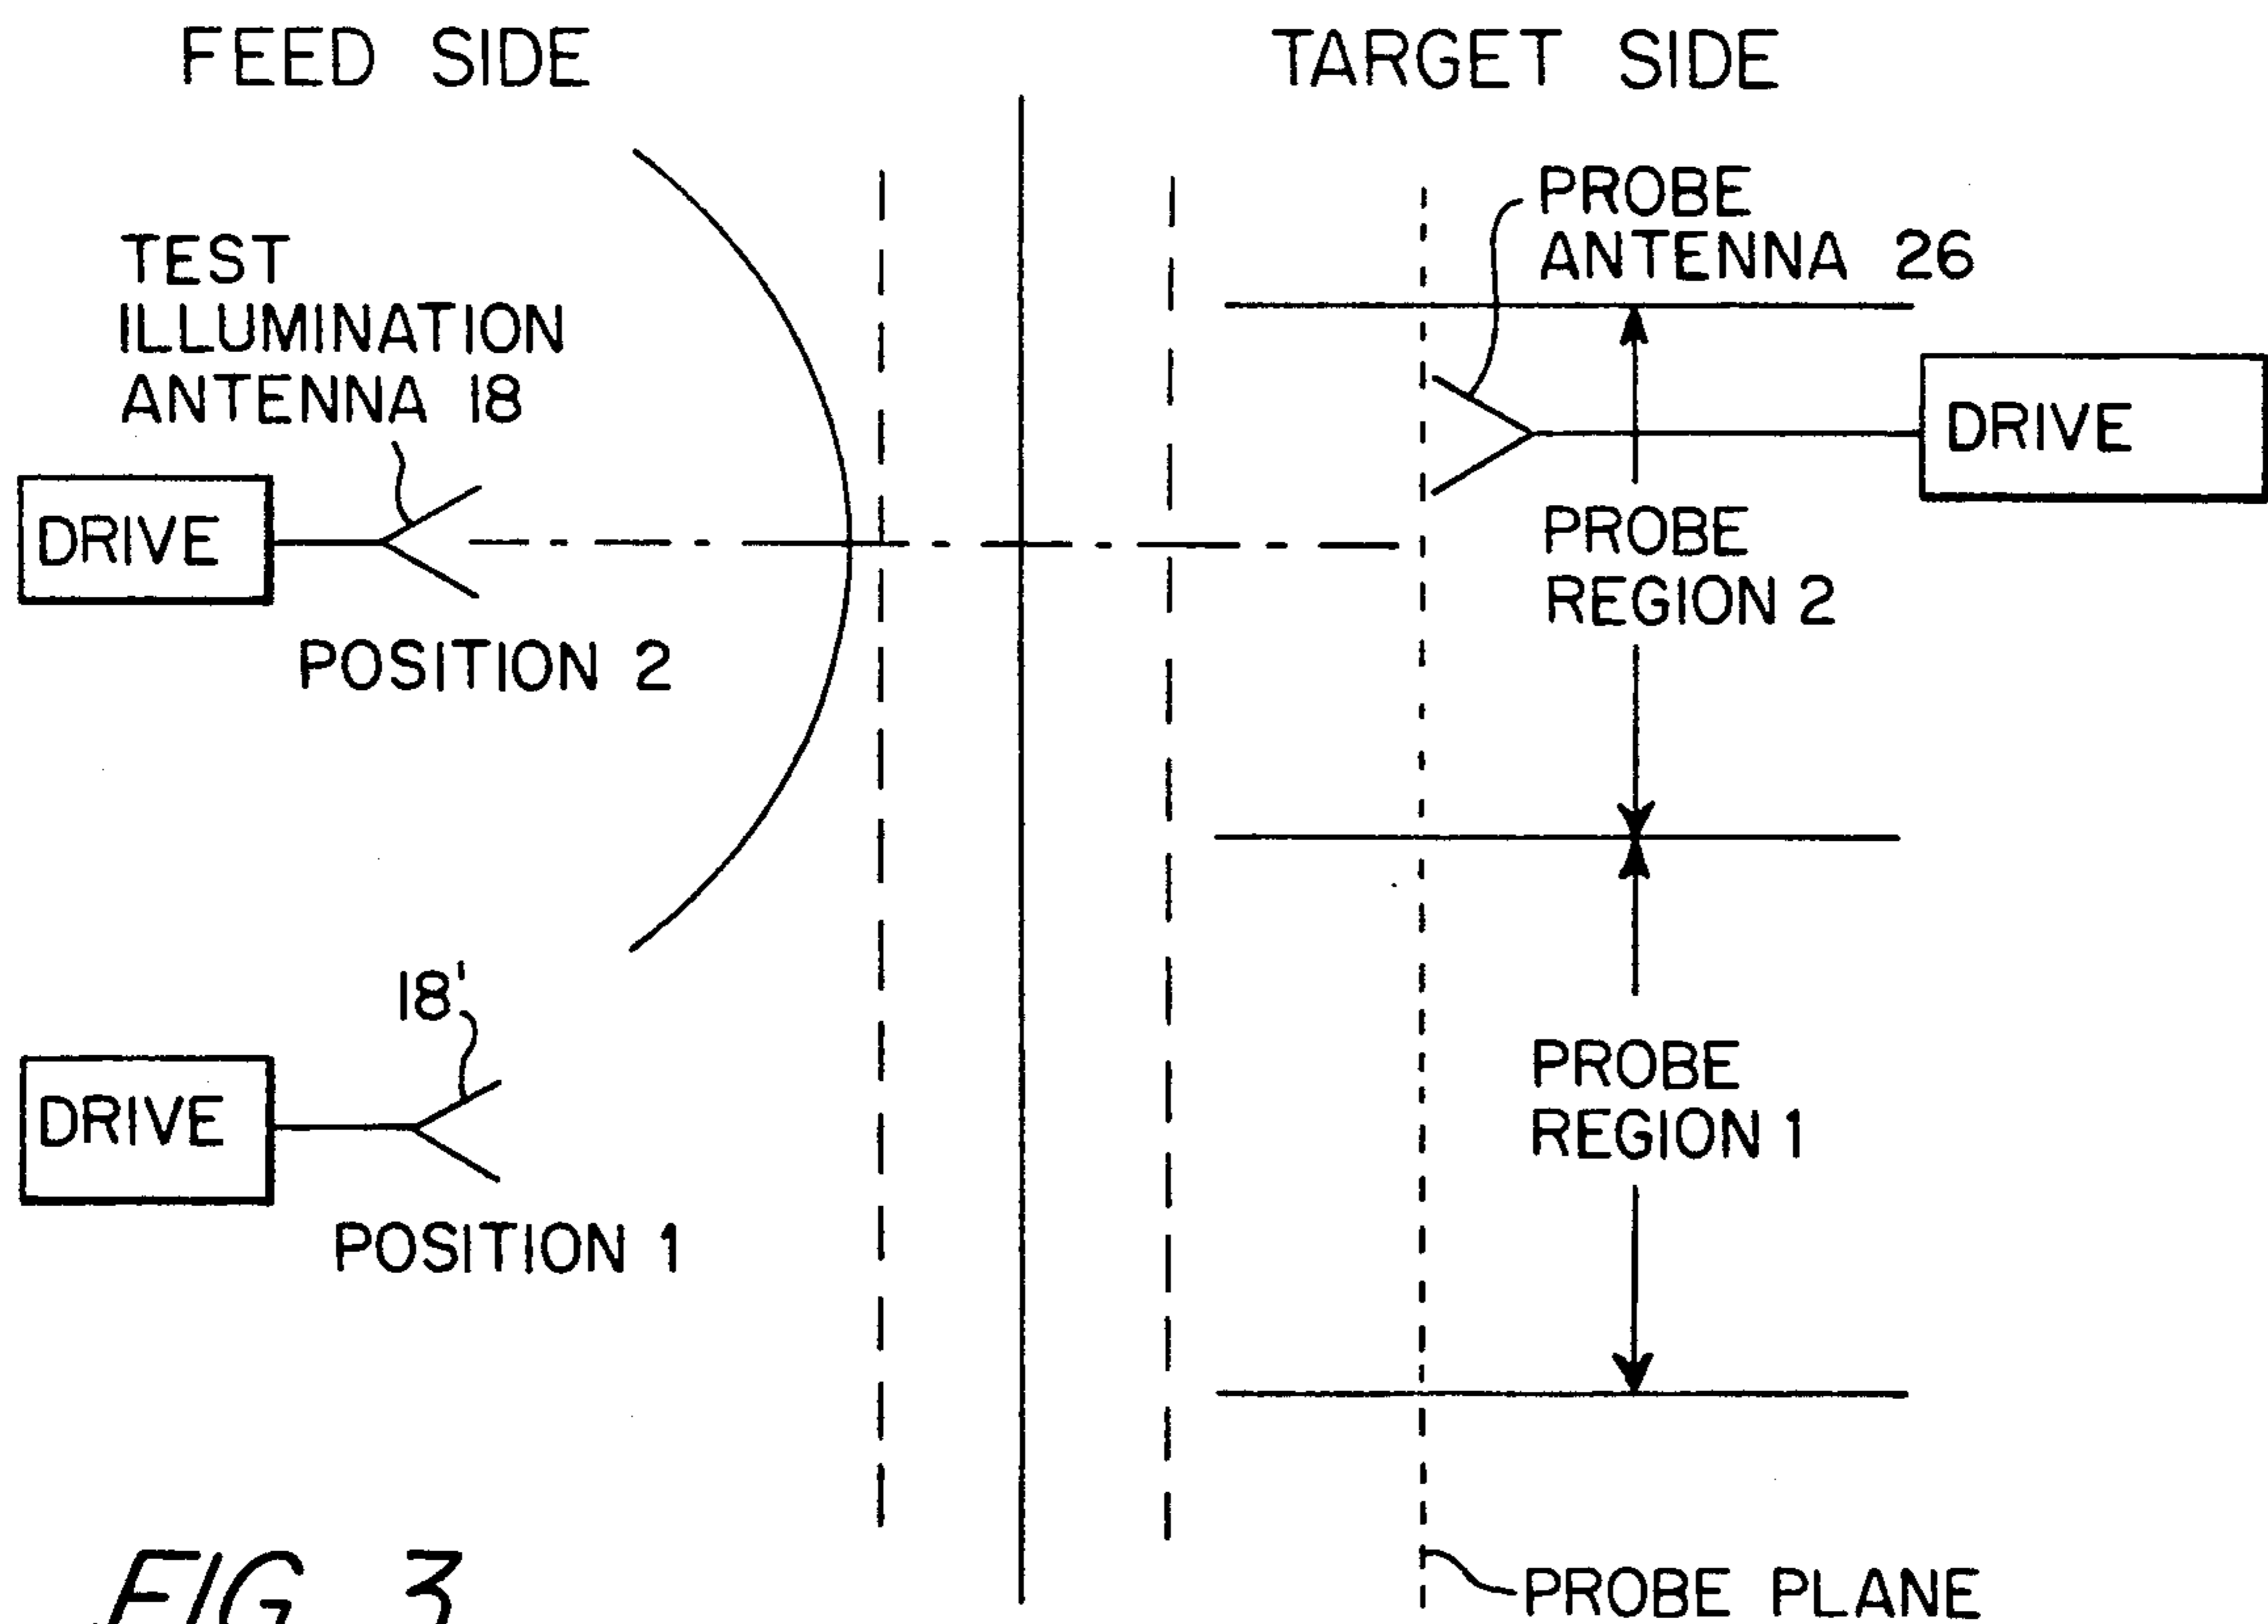 FEED SIDE
TARGET SIDE
TEST
ILLUMINATION
ANTENNA 18
PROBE
ANTENNA 26
DRIVE
DRIVE
PROBE
REGION 2
POSITION 2
18'
DRIVE
PROBE
REGION 1
POSITION 1
FIG. 3
PROBE PLANE